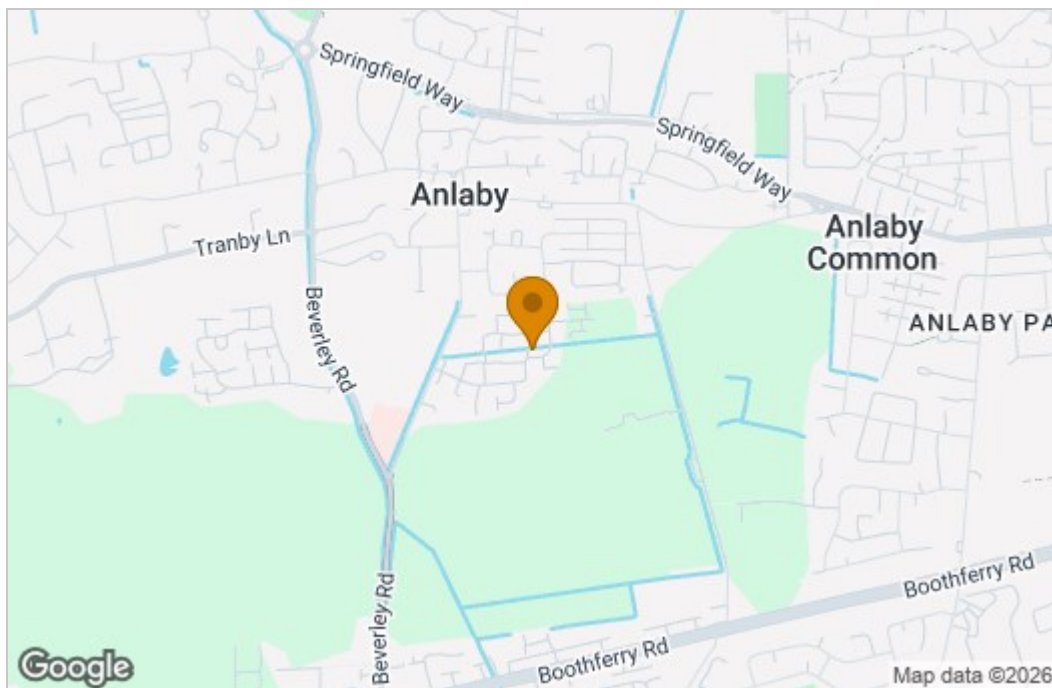 Springfield Way
Springfield Way
Anlaby
Tranby Ln
Anlaby
Common
Beverley Rd
ANLABY PA
Beverley Rd
Boothferry Rd
Boothferry Rd
Google
Map data ©2026